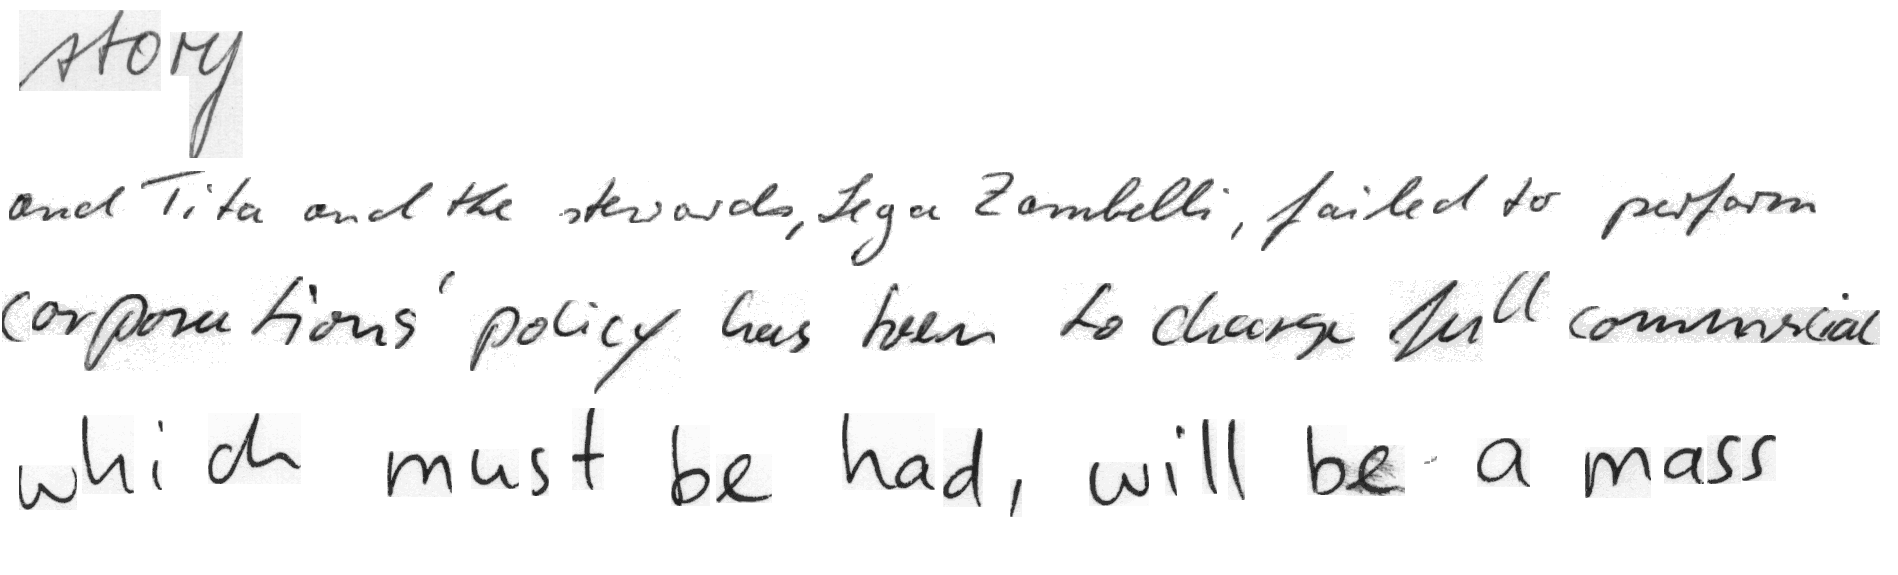 story
and Tita and the stewards, Lega Zambelli, failed to perform
corporations' policy has been to charge full commercial
which must be had, will be a mass